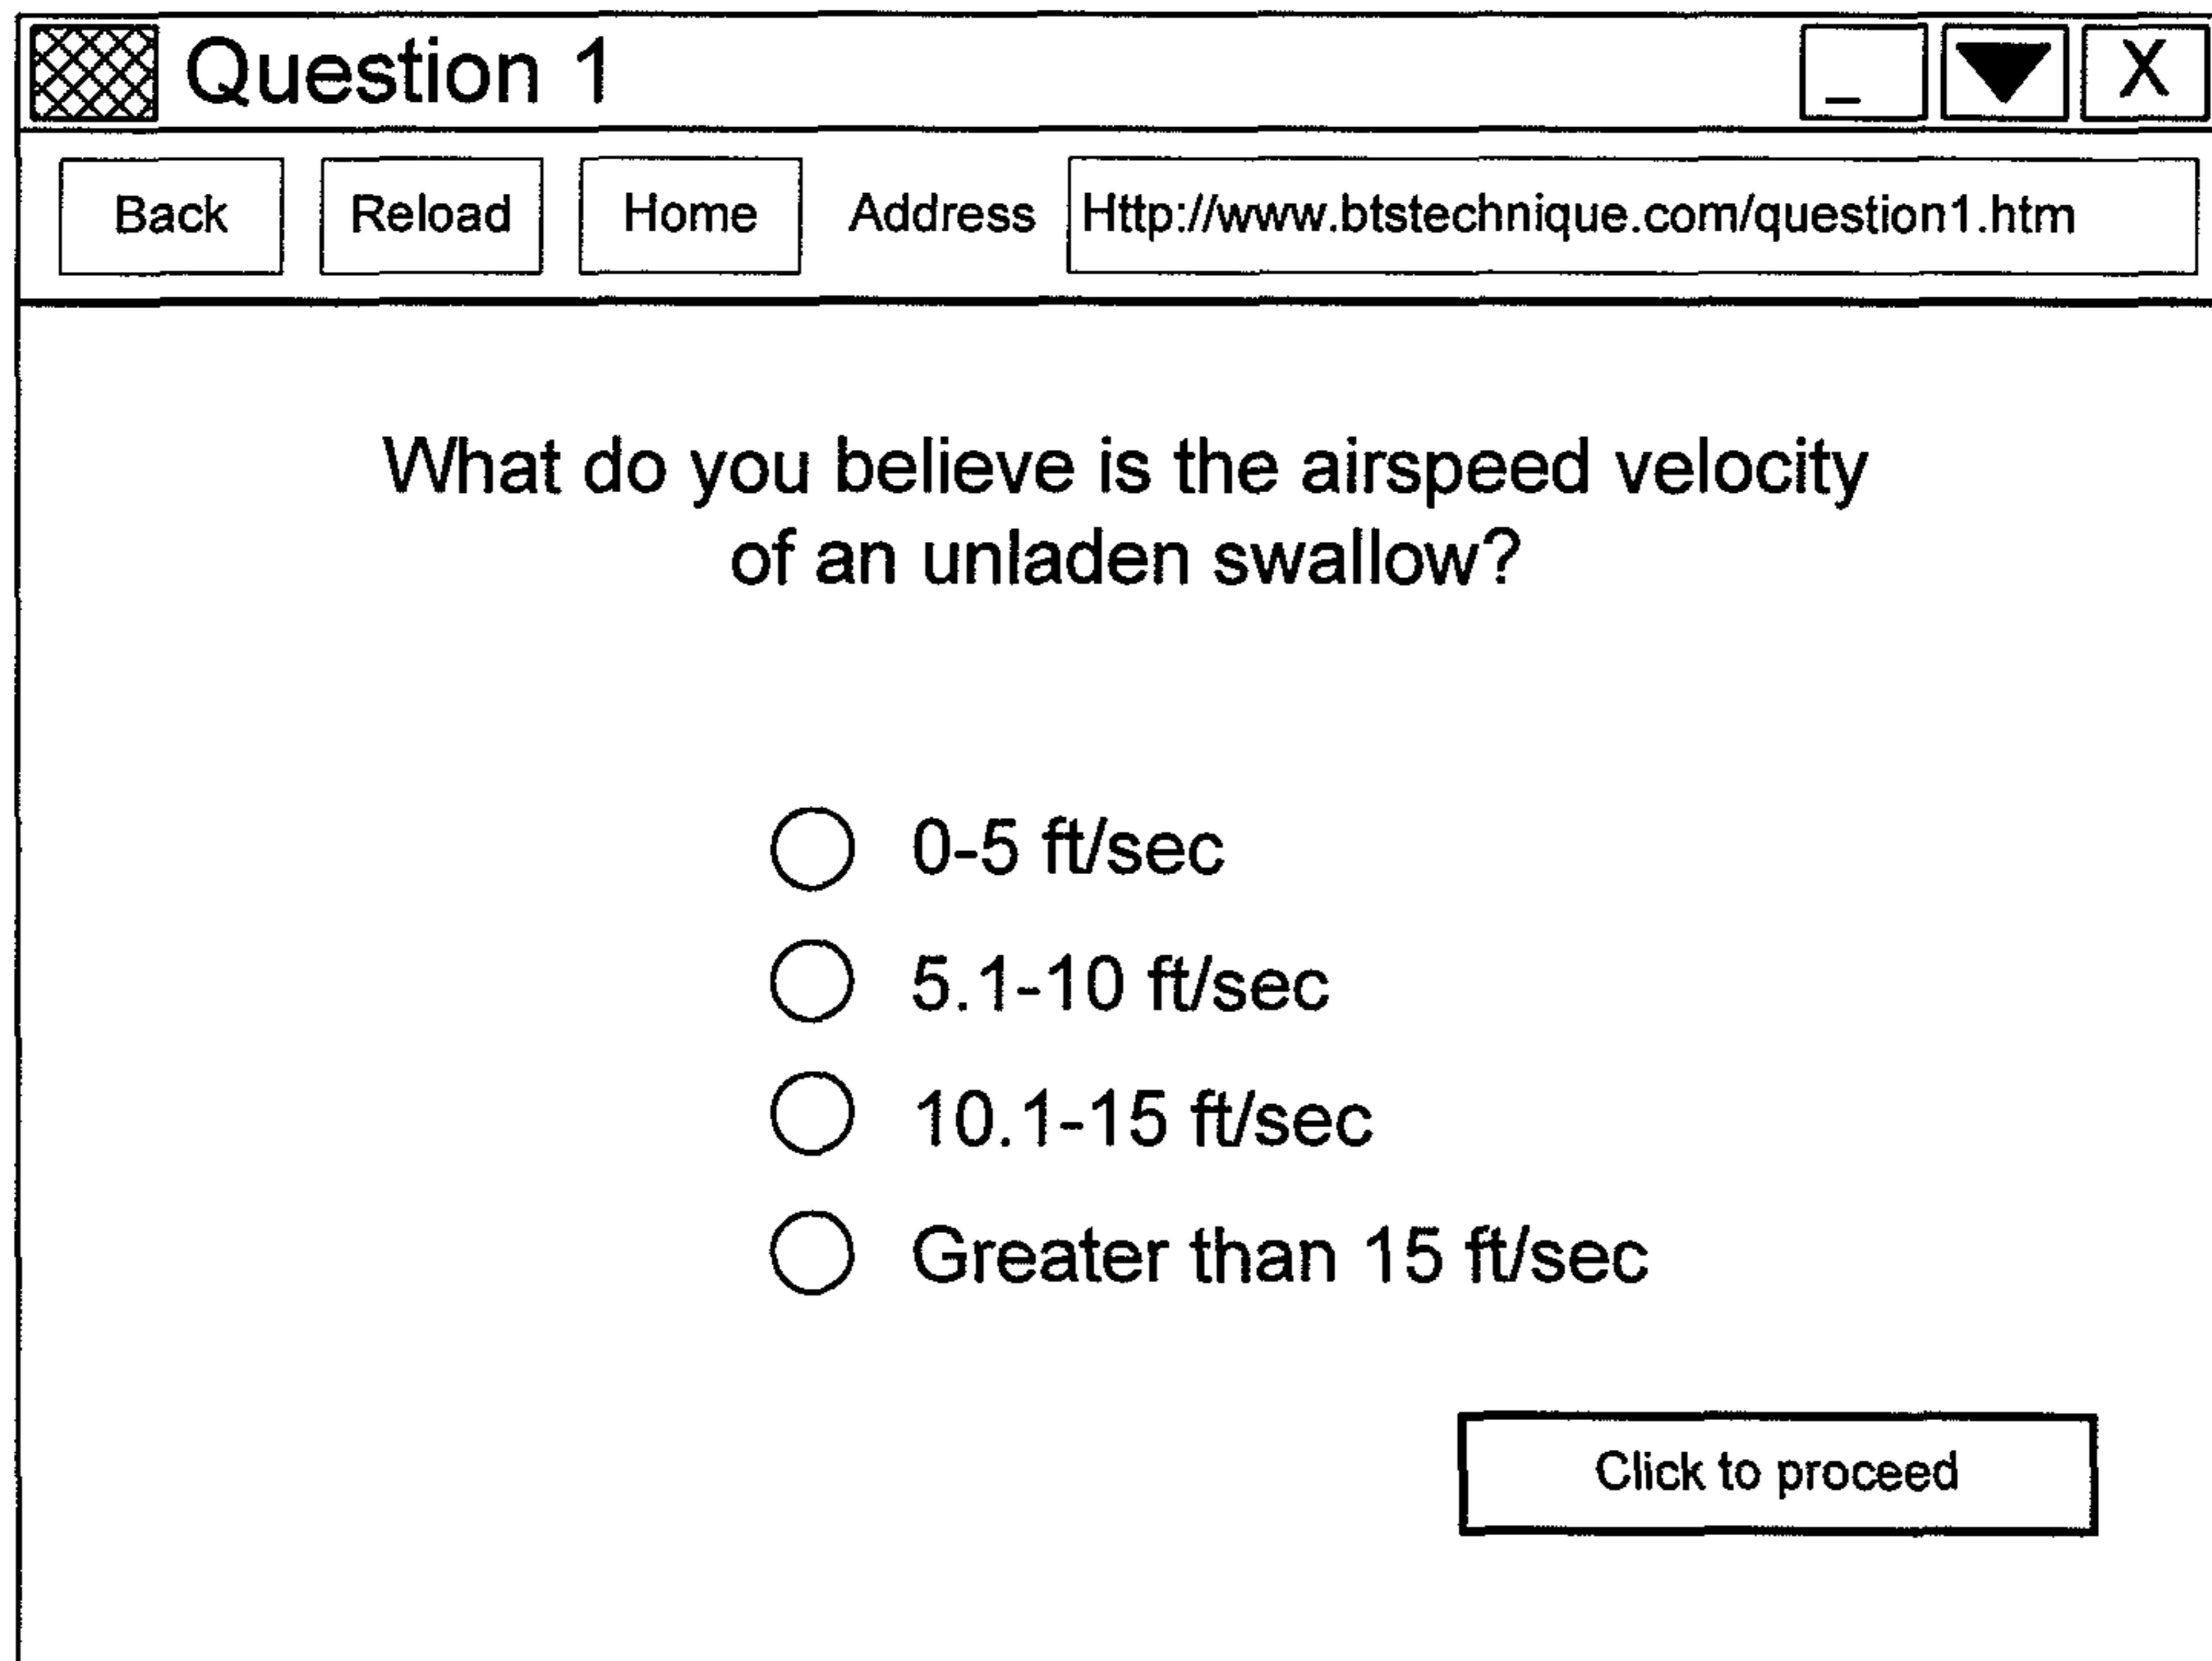 Question 1
_
X
Back
Reload
Home
Address
Http://www.btstechnique.com/question1.htm
What do you believe is the airspeed velocity
of an unladen swallow?
0-5 ft/sec
5.1-10 ft/sec
10.1-15 ft/sec
Greater than 15 ft/sec
Click to proceed